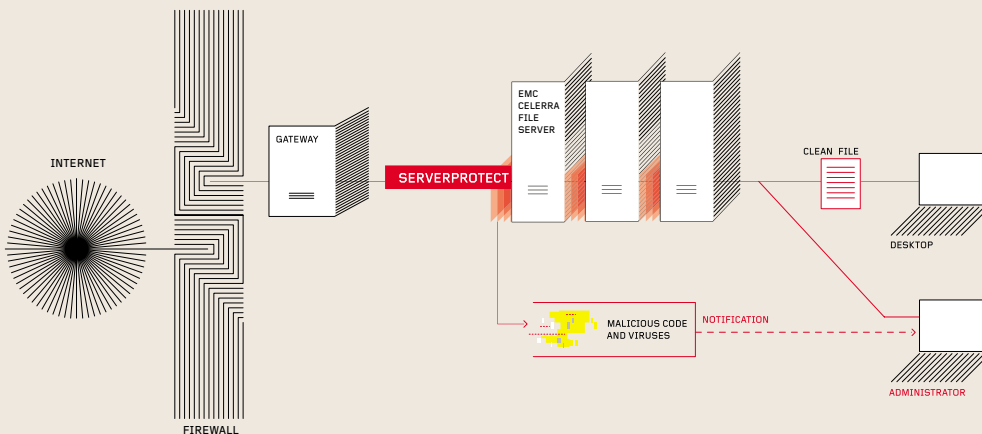 INTERNET
FIREWALL
GATEWAY
SERVERPROTECT
EMC
CELERRA
FILE
SERVER
CLEAN FILE
DESKTOP
MALICIOUS CODE
AND VIRUSES
NOTIFICATION
ADMINISTRATOR